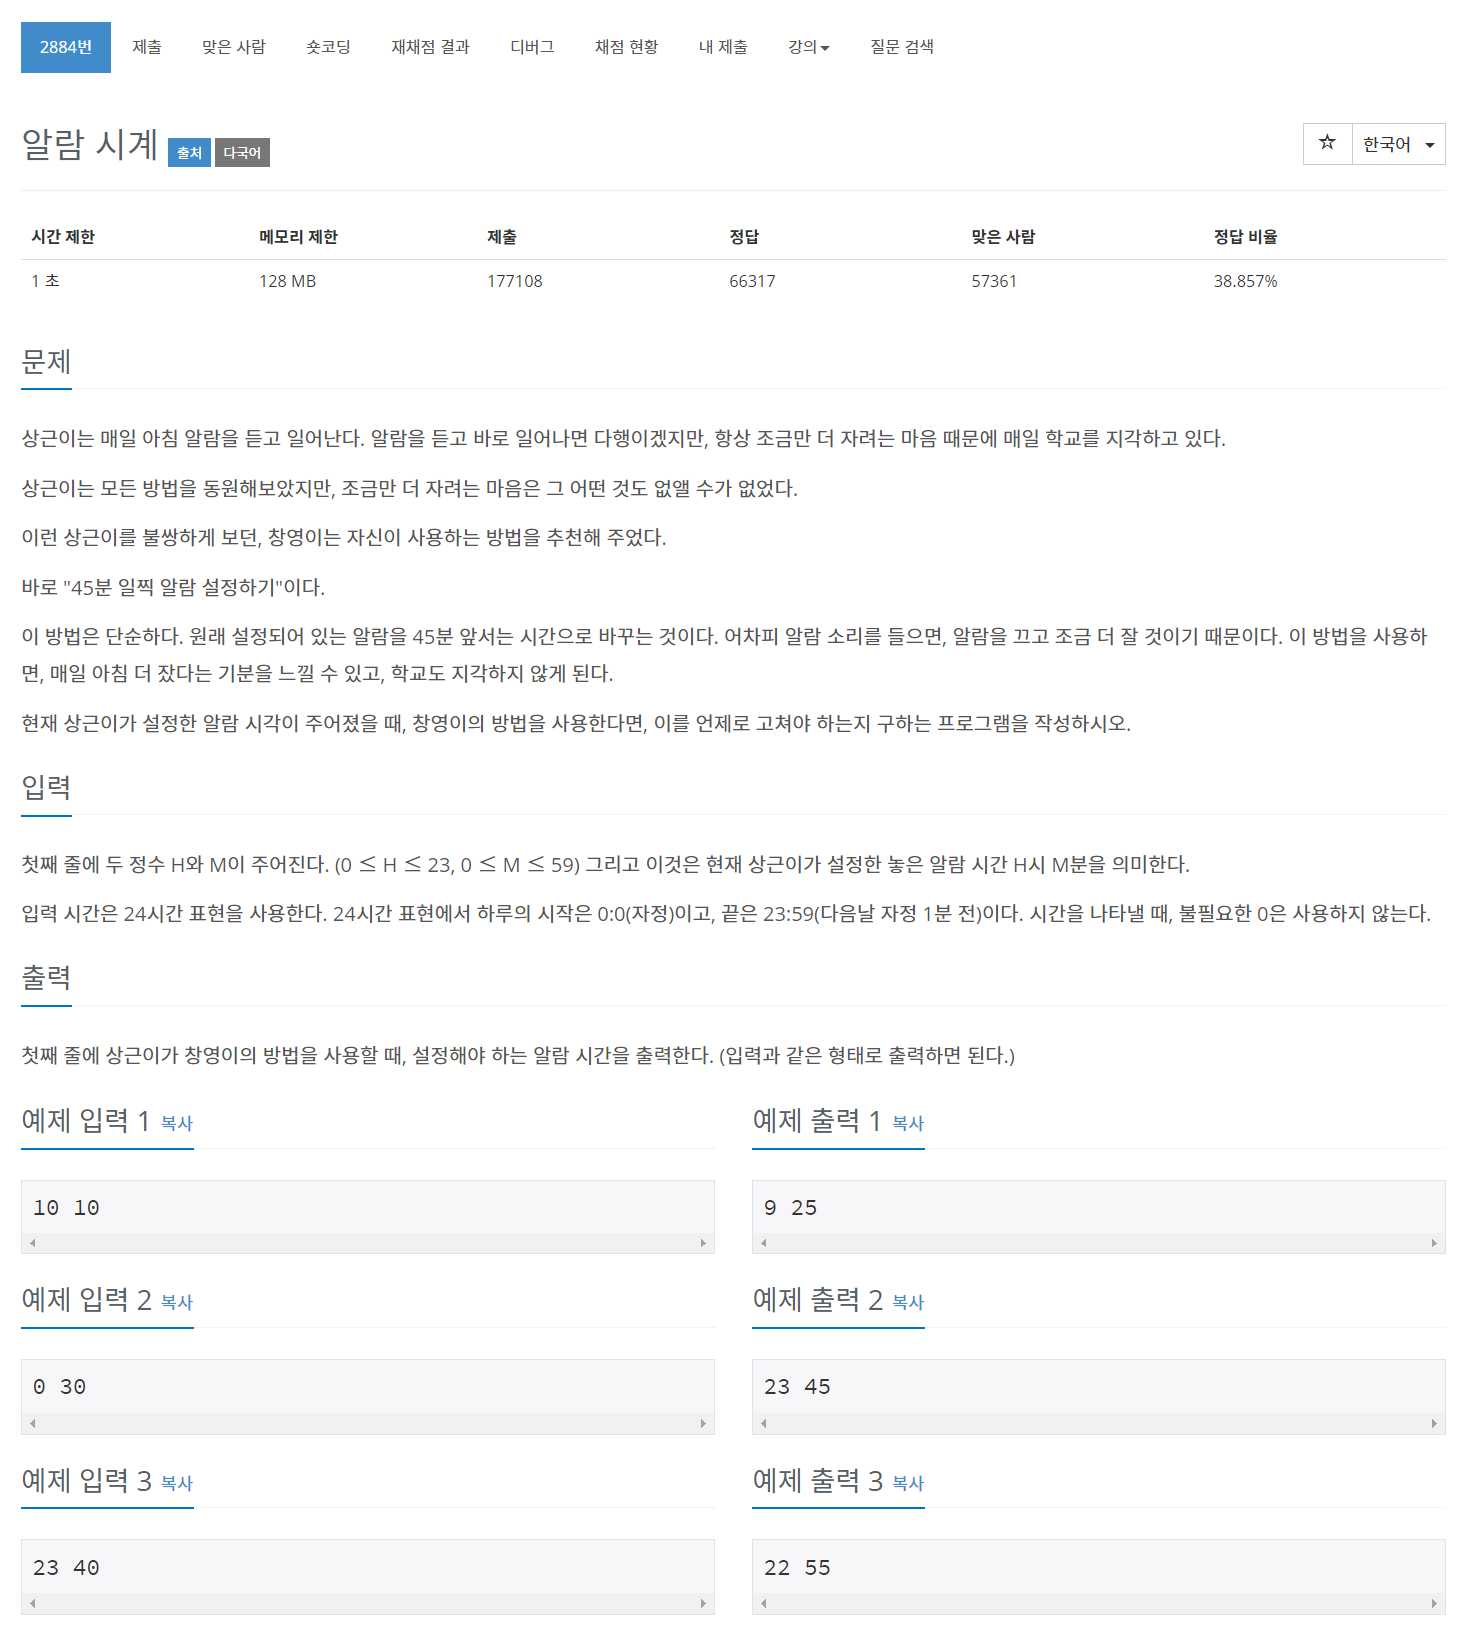 2884번 제출 맞은 사람 숏코딩 재채점 결과 디버그 채점 현황 내 제출 강의 질문 검색
알람 시계 출처 다국어 ☆ 한국어
시간 제한 메모리 제한 제출 정답 맞은 사람 정답 비율
1 초 128 MB 177108 66317 57361 38.857%
문제
상근이는 매일 아침 알람을 듣고 일어난다. 알람을 듣고 바로 일어나면 다행이겠지만, 항상 조금만 더 자려는 마음 때문에 매일 학교를 지각하고 있다.
상근이는 모든 방법을 동원해보았지만, 조금만 더 자려는 마음은 그 어떤 것도 없앨 수가 없었다.
이런 상근이를 불쌍하게 보던, 창영이는 자신이 사용하는 방법을 추천해 주었다.
바로 "45분 일찍 알람 설정하기"이다.
이 방법은 단순하다. 원래 설정되어 있는 알람을 45분 앞서는 시간으로 바꾸는 것이다. 어차피 알람 소리를 들으면, 알람을 끄고 조금 더 잘 것이기 때문이다. 이 방법을 사용하
면, 매일 아침 더 잤다는 기분을 느낄 수 있고, 학교도 지각하지 않게 된다.
현재 상근이가 설정한 알람 시각이 주어졌을 때, 창영이의 방법을 사용한다면, 이를 언제로 고쳐야 하는지 구하는 프로그램을 작성하시오.
입력
첫째 줄에 두 정수 H와 M이 주어진다. (0 ≤ H ≤ 23, 0 ≤ M ≤ 59) 그리고 이것은 현재 상근이가 설정한 놓은 알람 시간 H시 M분을 의미한다.
입력 시간은 24시간 표현을 사용한다. 24시간 표현에서 하루의 시작은 0:0(자정)이고, 끝은 23:59(다음날 자정 1분 전)이다. 시간을 나타낼 때, 불필요한 0은 사용하지 않는다.
출력
첫째 줄에 상근이가 창영이의 방법을 사용할 때, 설정해야 하는 알람 시간을 출력한다. (입력과 같은 형태로 출력하면 된다.)
예제 입력 1 복사 예제 출력 1 복사
10 10 9 25
예제 입력 2 복사 예제 출력 2 복사
0 30 23 45
예제 입력 3 복사 예제 출력 3 복사
23 40 22 55